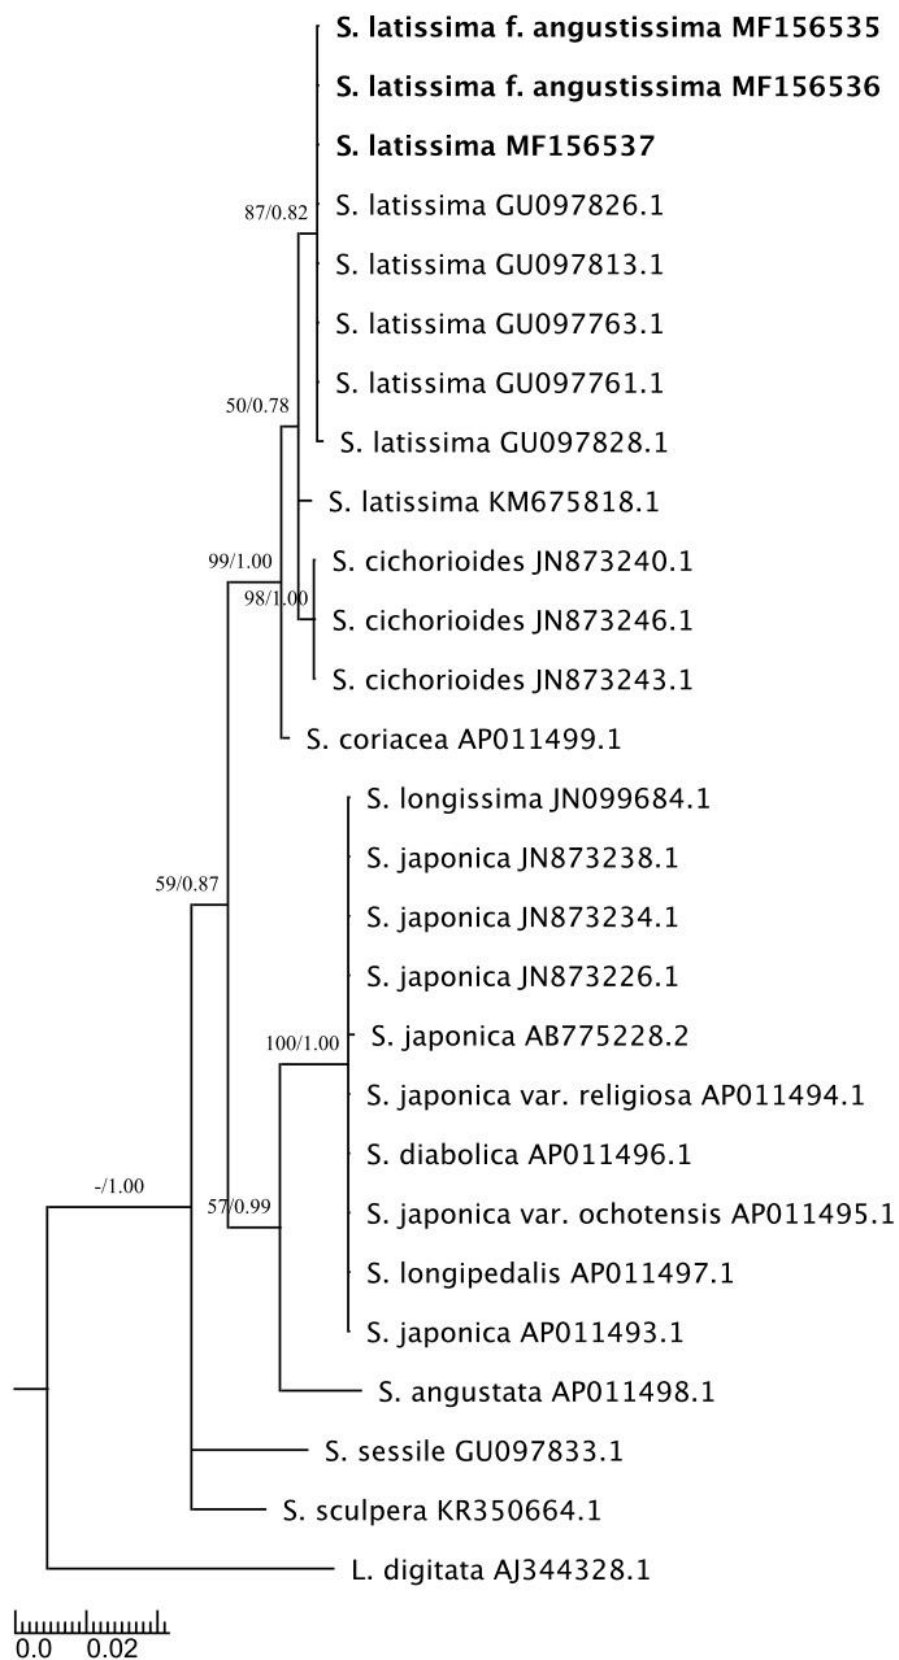 S. latissima f. angustissima MF156535
S. latissima f. angustissima MF156536
S. latissima MF156537
S. latissima GU097826.1
87/0.82
S. latissima GU097813.1
S. latissima GU097763.1
S. latissima GU097761.1
50/0.78
S. latissima GU097828.1
S. latissima KM675818.1
99/1.00
S. cichorioides JN873240.1
98/1.00
S. cichorioides JN873246.1
S. cichorioides JN873243.1
S. coriacea AP011499.1
S. longissima JN099684.1
S. japonica JN873238.1
59/0.87
S. japonica JN873234.1
S. japonica JN873226.1
S. japonica AB775228.2
100/1.00
S. japonica var. religiosa AP011494.1
S. diabolica AP011496.1
-/1.00
57/0.99
S. japonica var. ochotensis AP011495.1
S. longipedalis AP011497.1
S. japonica AP011493.1
S. angustata AP011498.1
S. sessile GU097833.1
S. sculpera KR350664.1
L. digitata AJ344328.1
0.0 0.02